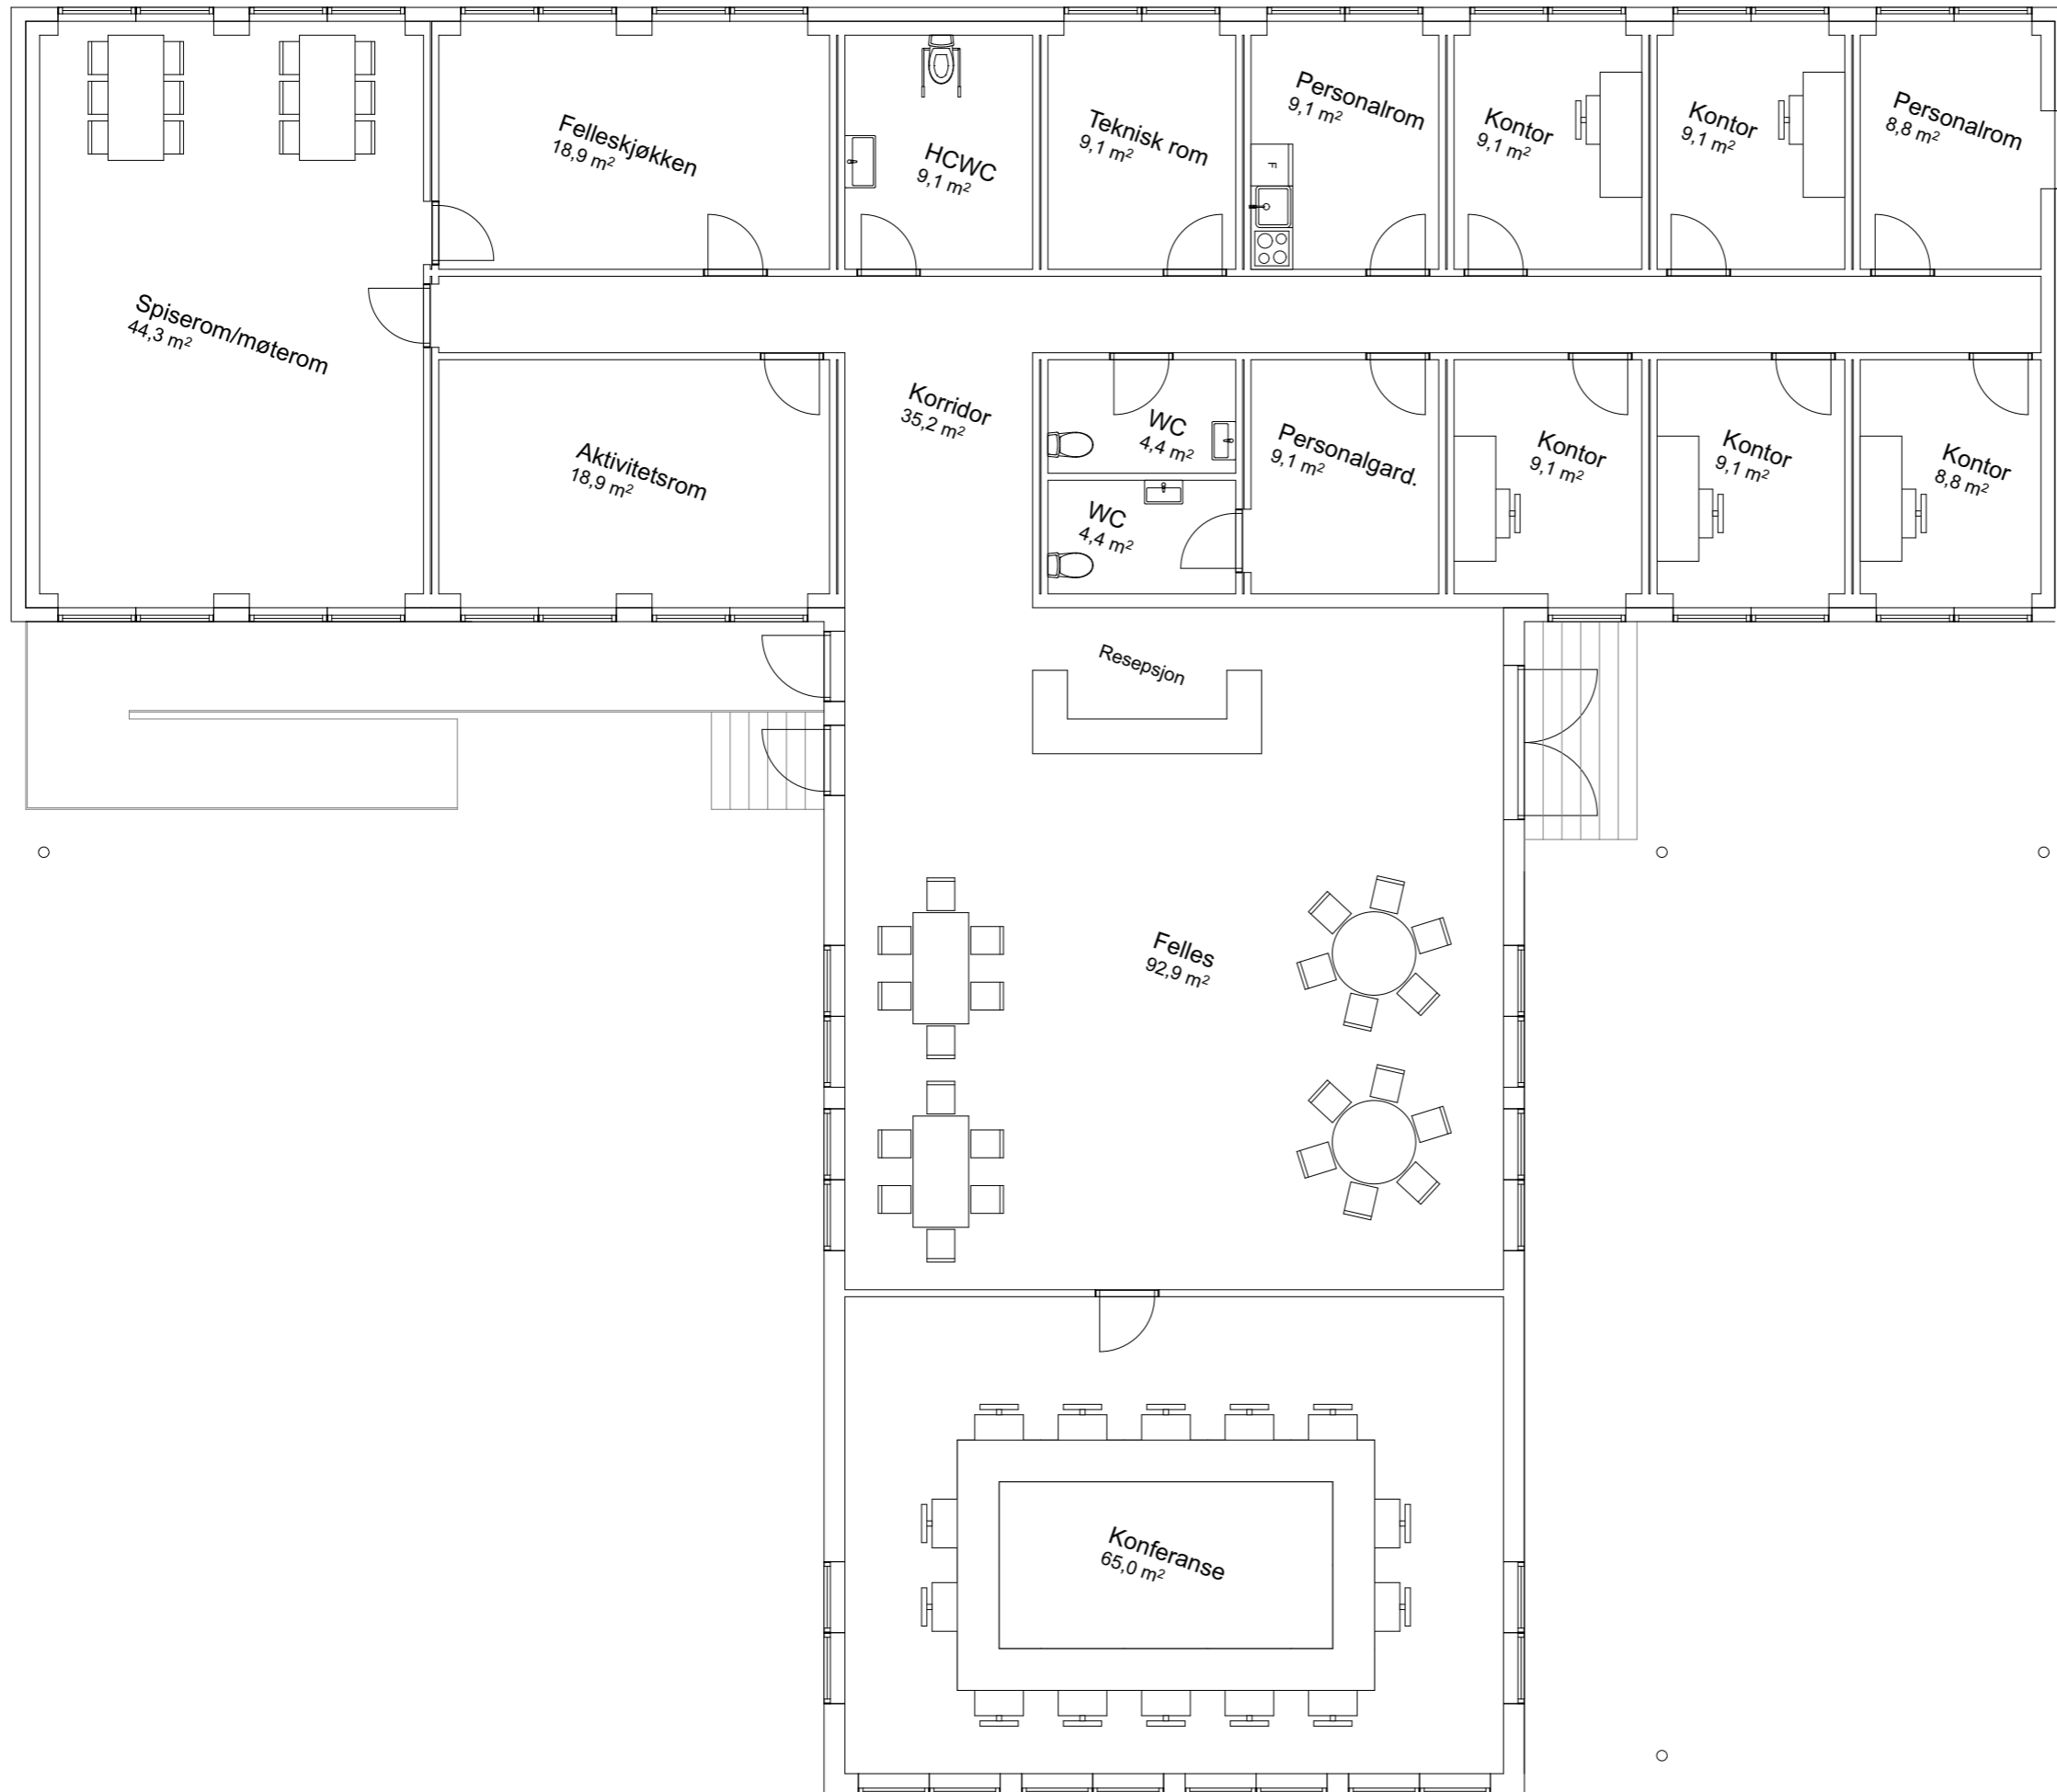 Felleskjøkken
18,9 m²
HCWC
9,1 m²
Teknisk rom
9,1 m²
Personalrom
9,1 m²
F
Kontor
9,1 m²
Kontor
9,1 m²
Personalrom
8,8 m²
Spiserom/møterom
44,3 m²
Aktivitetsrom
18,9 m²
Korridor
35,2 m²
WC
4,4 m²
WC
4,4 m²
Personalgard.
9,1 m²
Kontor
9,1 m²
Kontor
9,1 m²
Kontor
8,8 m²
Resepsjon
Felles
92,9 m²
Konferanse
65,0 m²